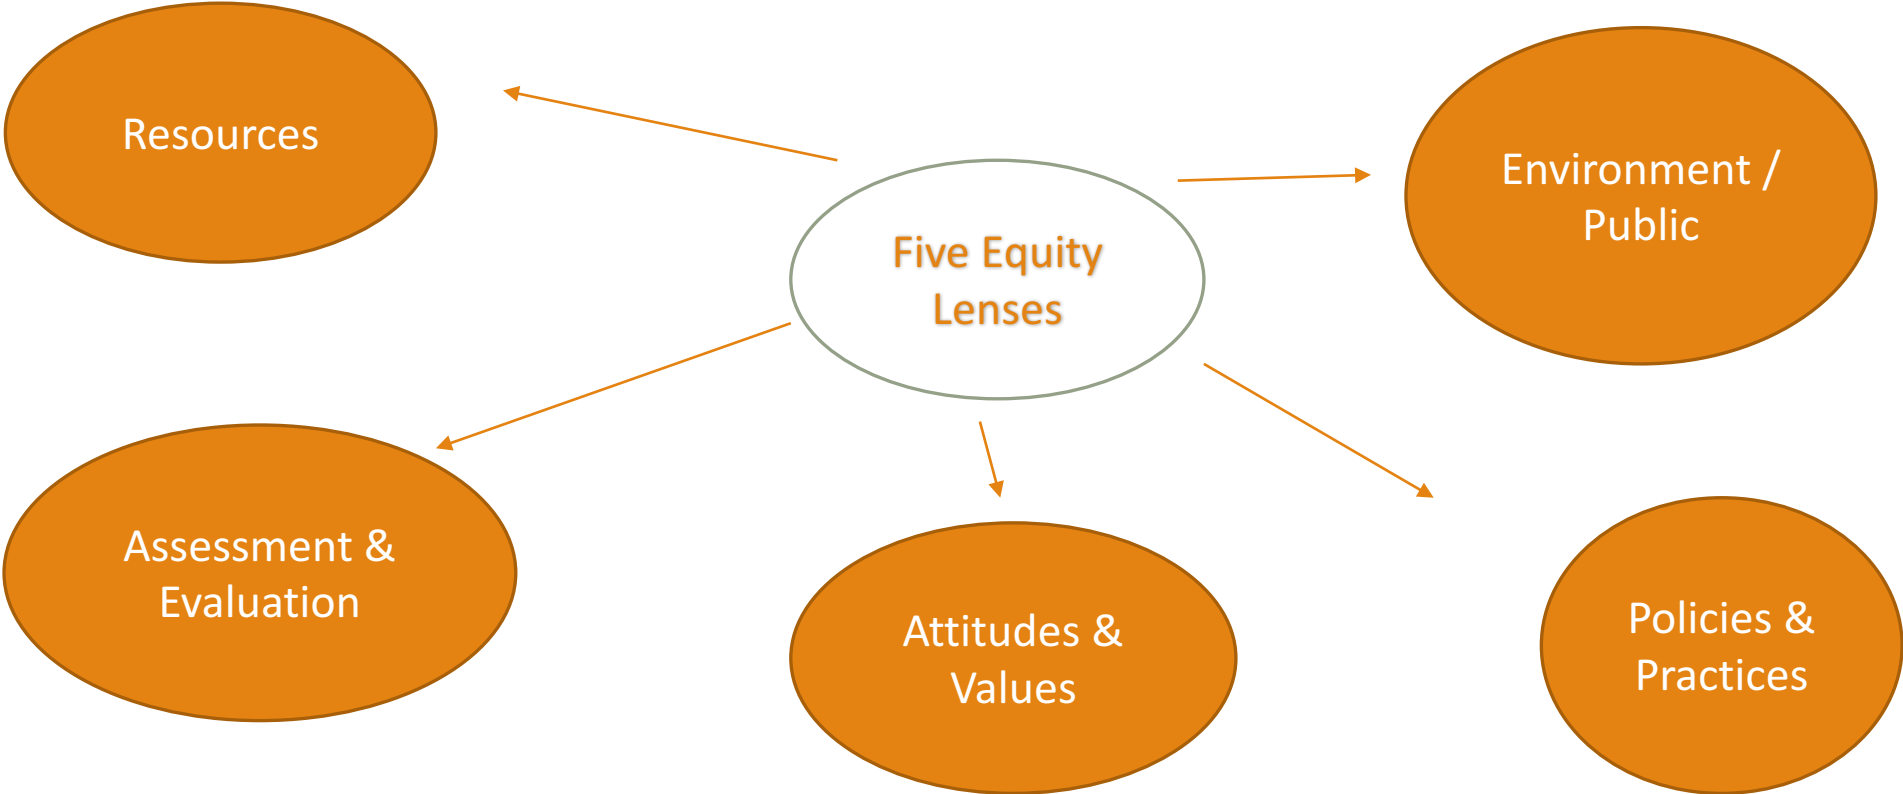 Resources
Environment /
Public
Five Equity
Lenses
Assessment &
Evaluation
Attitudes &
Values
Policies &
Practices